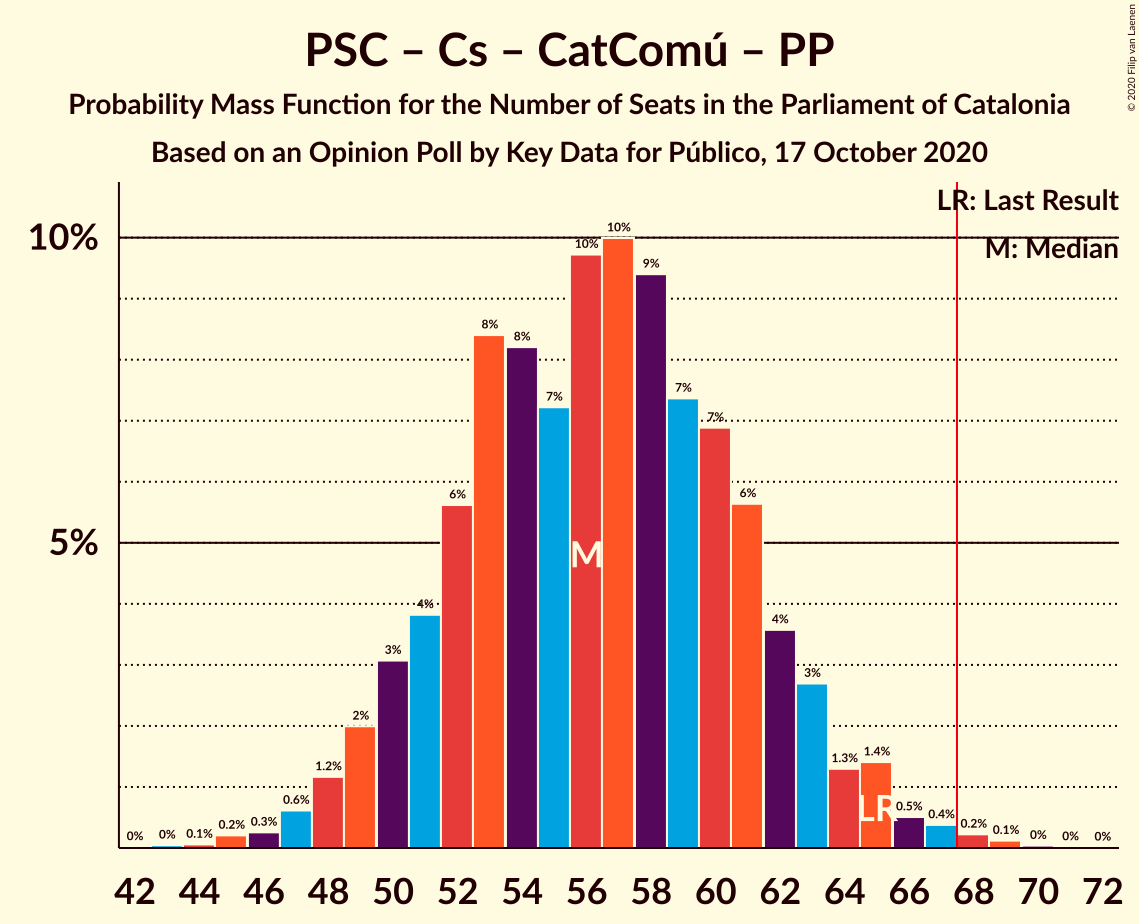 PSC – Cs – CatComú – PP
Probability Mass Function for the Number of Seats in the Parliament of Catalonia
Based on an Opinion Poll by Key Data for Público, 17 October 2020
© 2020 Filip van Laenen
LR: Last Result
M: Median
10%
5%
0% 0% 0.1% 0.2% 0.3% 0.6% 1.2% 2% 3% 4% 6% 8% 8% 7% 10% 10% 9% 7% 7% 6% 4% 3% 1.3% 1.4% 0.5% 0.4% 0.2% 0.1% 0% 0% 0%
M
LR
42 44 46 48 50 52 54 56 58 60 62 64 66 68 70 72